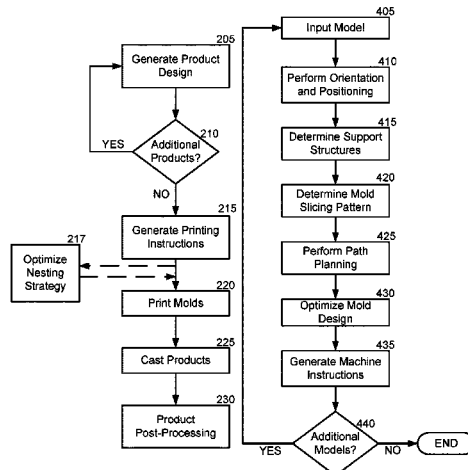 205
Generate Product
Design
YES
210
Additional
Products?
NO
215
Generate Printing
Instructions
217
Optimize
Nesting
Strategy
220
Print Molds
225
Cast Products
230
Product
Post-Processing
405
Input Model
410
Perform Orientation
and Positioning
415
Determine Support
Structures
420
Determine Mold
Slicing Pattern
425
Perform Path
Planning
430
Optimize Mold
Design
435
Generate Machine
Instructions
440
Additional
Models?
YES
NO
END